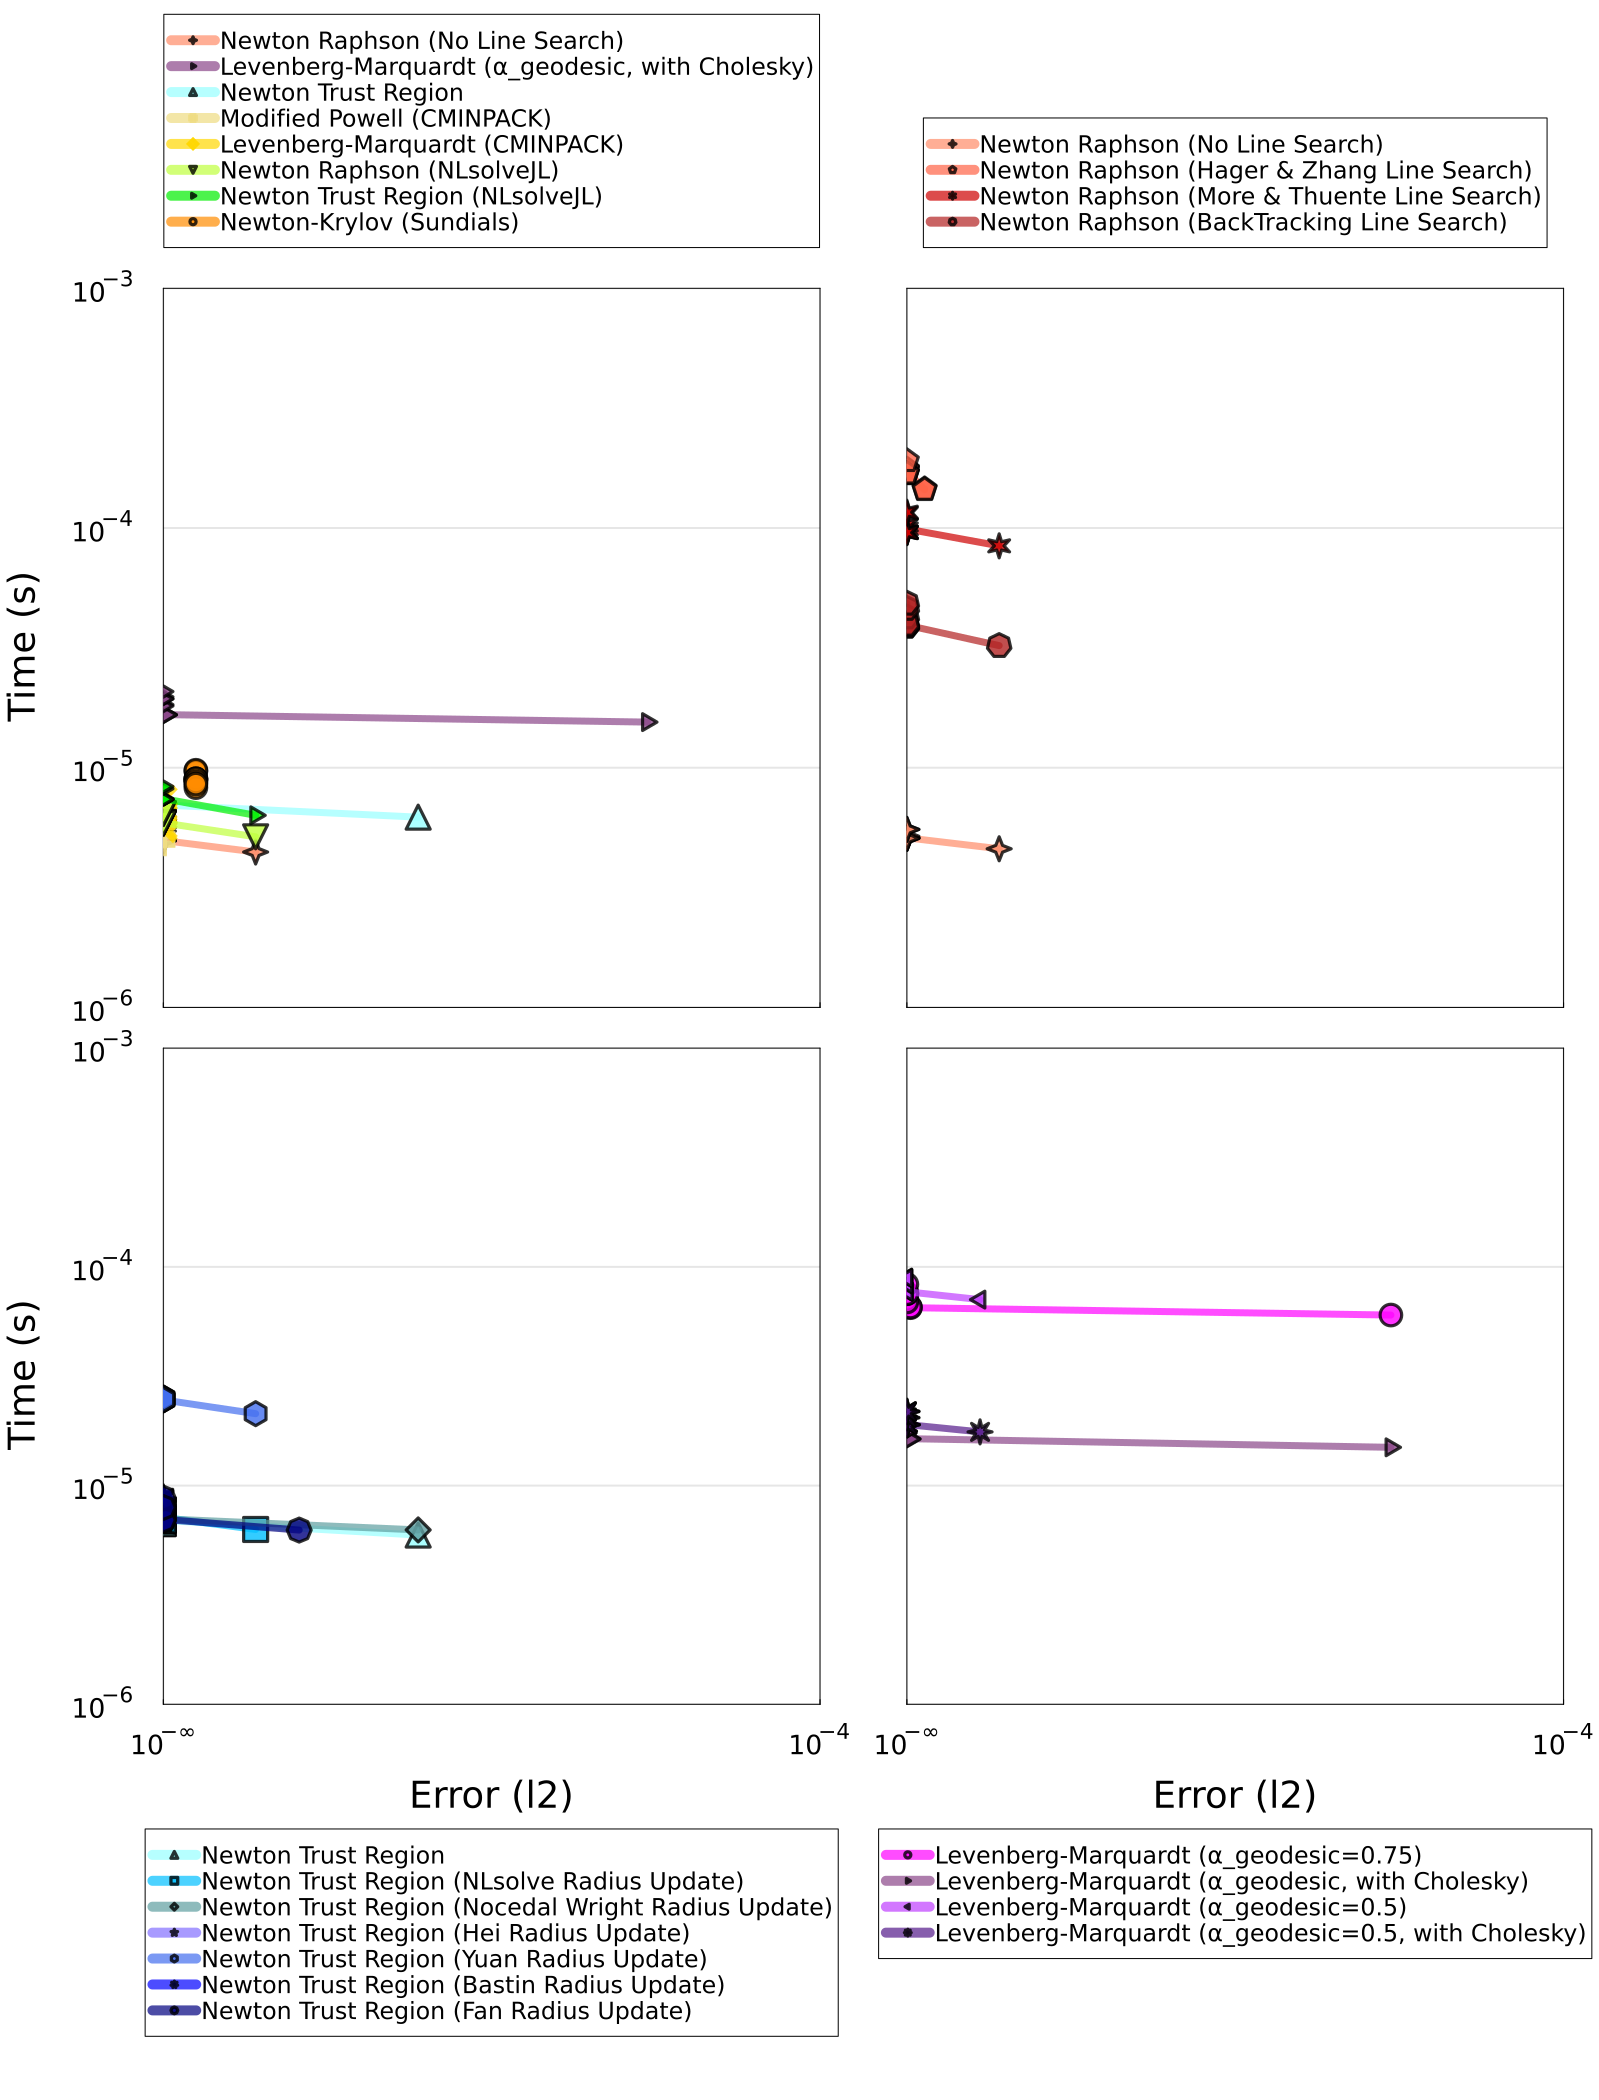 Newton Raphson (No Line Search)
Levenberg-Marquardt (α_geodesic, with Cholesky)
Newton Trust Region
Modified Powell (CMINPACK)
Levenberg-Marquardt (CMINPACK)
Newton Raphson (NLsolveJL)
Newton Trust Region (NLsolveJL)
Newton-Krylov (Sundials)
Newton Raphson (No Line Search)
Newton Raphson (Hager & Zhang Line Search)
Newton Raphson (More & Thuente Line Search)
Newton Raphson (BackTracking Line Search)
10⁻³
10⁻⁴
10⁻⁵
10⁻⁶
Time (s)
10⁻³
10⁻⁴
10⁻⁵
10⁻⁶
Time (s)
10^−∞
10⁻⁴
10^−∞
10⁻⁴
Error (l2)
Error (l2)
Newton Trust Region
Newton Trust Region (NLsolve Radius Update)
Newton Trust Region (Nocedal Wright Radius Update)
Newton Trust Region (Hei Radius Update)
Newton Trust Region (Yuan Radius Update)
Newton Trust Region (Bastin Radius Update)
Newton Trust Region (Fan Radius Update)
Levenberg-Marquardt (α_geodesic=0.75)
Levenberg-Marquardt (α_geodesic, with Cholesky)
Levenberg-Marquardt (α_geodesic=0.5)
Levenberg-Marquardt (α_geodesic=0.5, with Cholesky)